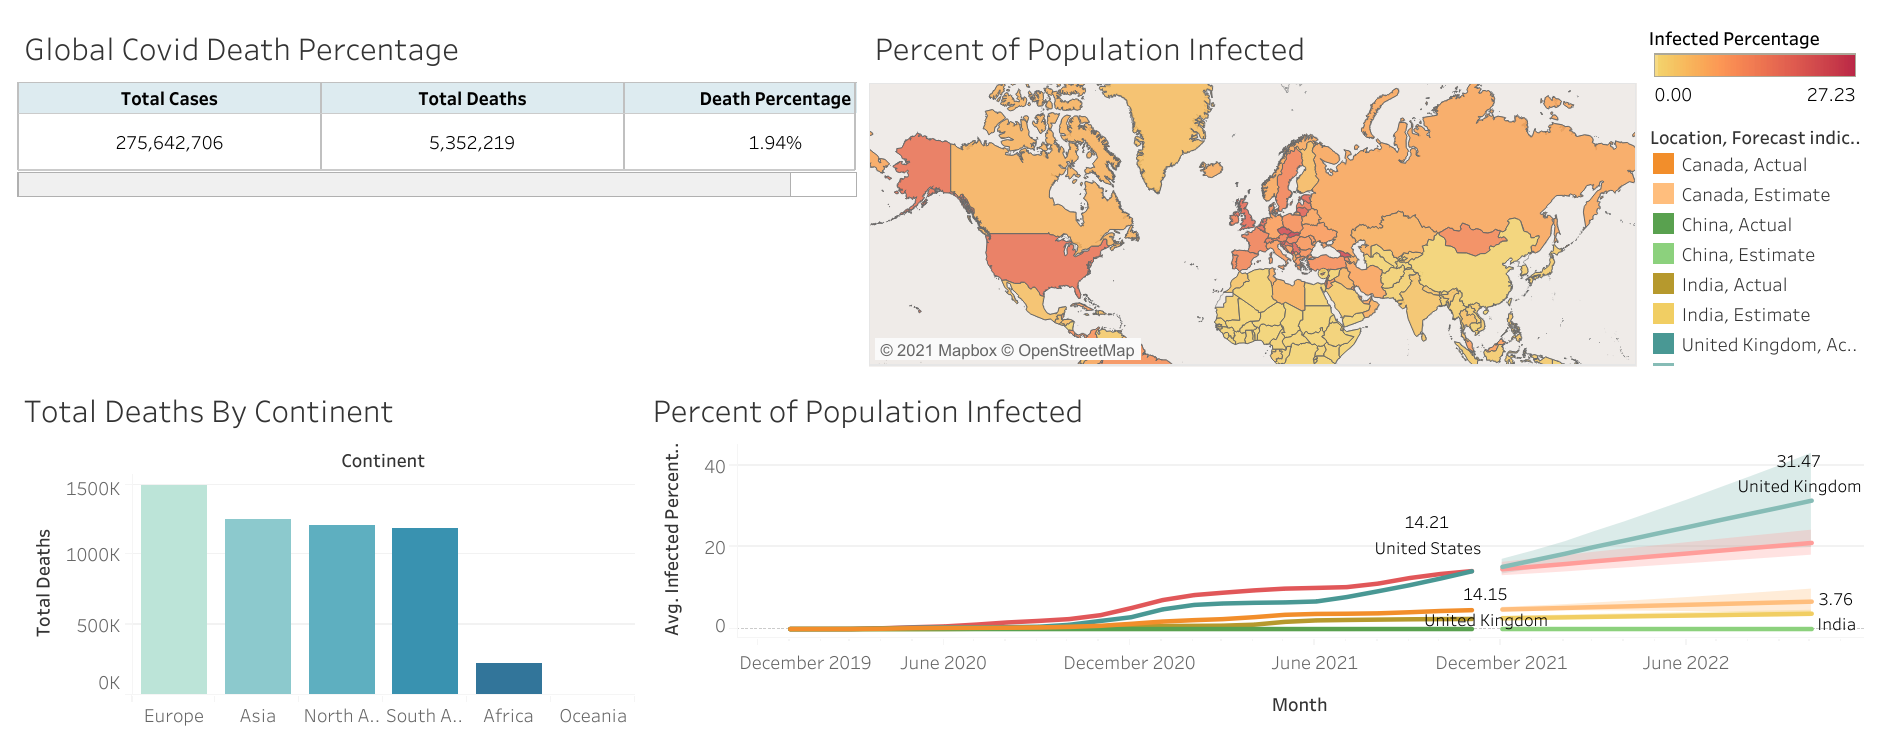 Global Covid Death Percentage
Total Cases
Total Deaths
Death Percentage
275,642,706
5,352,219
1.94%
Percent of Population Infected
© 2021 Mapbox © OpenStreetMap
Infected Percentage
0.00
27.23
Location, Forecast indic..
Canada, Actual
Canada, Estimate
China, Actual
China, Estimate
India, Actual
India, Estimate
United Kingdom, Ac..
Total Deaths By Continent
Continent
Total Deaths
1500K
1000K
500K
0K
Europe
Asia
North A..
South A..
Africa
Oceania
Percent of Population Infected
Avg. Infected Percent..
40
20
0
14.21
United States
14.15
United Kingdom
31.47
United Kingdom
3.76
India
December 2019
June 2020
December 2020
June 2021
December 2021
June 2022
Month